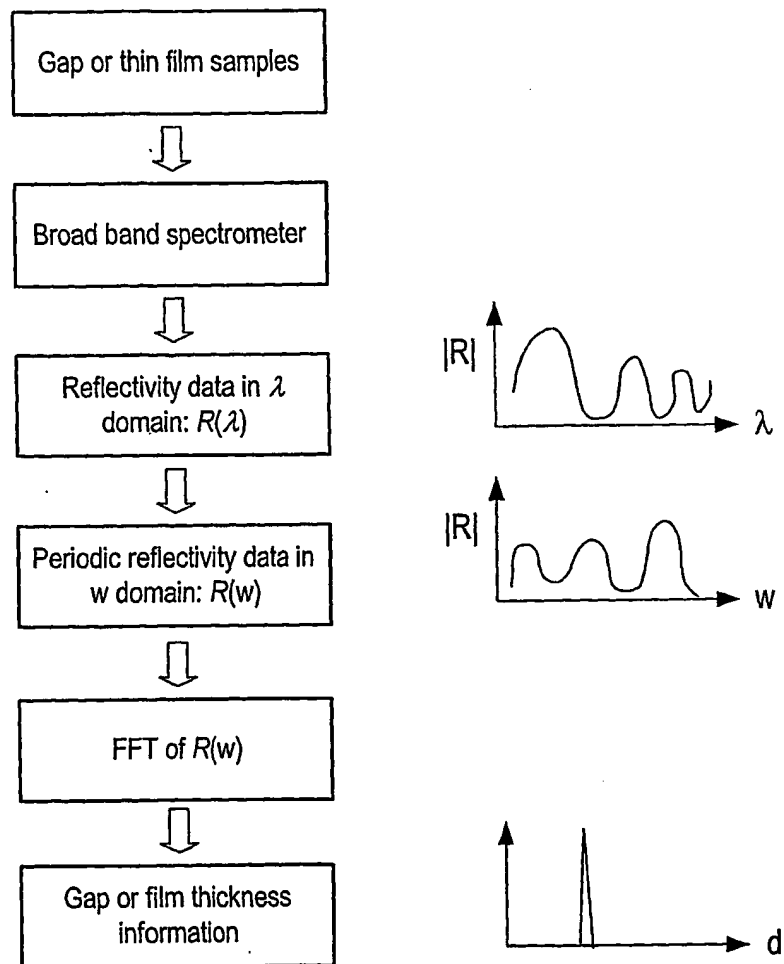 Gap or thin film samples
Broad band spectrometer
Reflectivity data in λ
domain: R(λ)
|R|
λ
Periodic reflectivity data in
w domain: R(w)
|R|
w
FFT of R(w)
Gap or film thickness
information
d